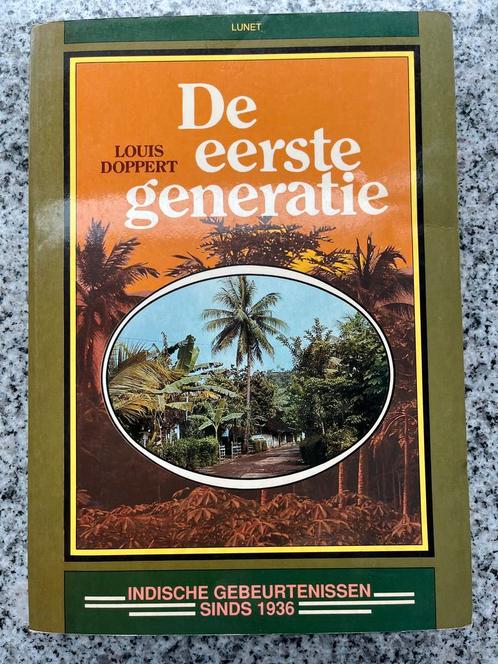 LUNET
De
eerste
generatie
LOUIS
DOPPERT
INDISCHE GEBEURTENISSEN
SINDS 1936